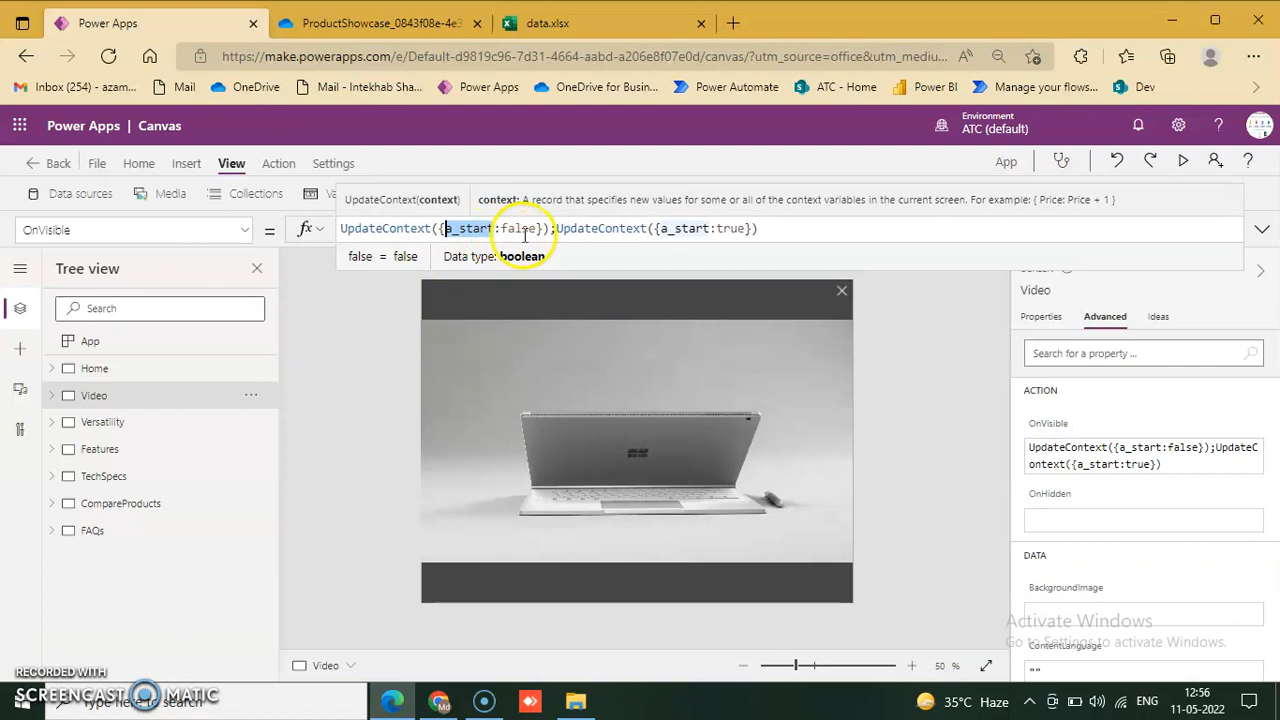 Power Apps
ProductShowcase_0843f08e-4e3
data.xlsx
https://make.powerapps.com/e/Default-d9819c96-7d31-4664-aabd-a206e8f07e0d/canvas/?utm_source=office&utm_mediu...
Inbox (254) - azam...
Mail
OneDrive
Mail - Intekhab Sha...
Power Apps
OneDrive for Busin...
Power Automate
ATC - Home
Power BI
Manage your flows...
Dev
Power Apps | Canvas
Environment
ATC (default)
Back
File
Home
Insert
View
Action
Settings
App
Data sources
Media
Collections
UpdateContext(context)
context: A record that specifies new values for some or all of the context variables in the current screen. For example: { Price: Price + 1 }
OnVisible
=
fx
UpdateContext({a_start:false});UpdateContext({a_start:true})
false = false
Data type: boolean
Tree view
Search
App
Home
Video
Versatility
Features
TechSpecs
CompareProducts
FAQs
Video
Properties
Advanced
Ideas
Search for a property ...
ACTION
OnVisible
UpdateContext({a_start:false});UpdateC
ontext({a_start:true})
OnHidden
DATA
BackgroundImage
ContentLanguage
""
Activate Windows
Go to Settings to activate Windows.
Video
50 %
RECORDED WITH
SCREENCAST MATIC
Type here to search
35°C Haze
ENG
12:56
11-05-2022